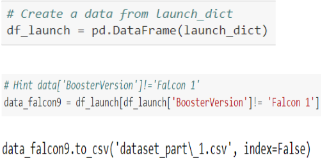 # Create a data from launch_dict
df_launch = pd.DataFrame(launch_dict)
# Hint data['BoosterVersion']!='Falcon 1'
data_falcon9 = df_launch[df_launch['BoosterVersion']!= 'Falcon 1']
data_falcon9.to_csv('dataset_part\_1.csv', index=False)